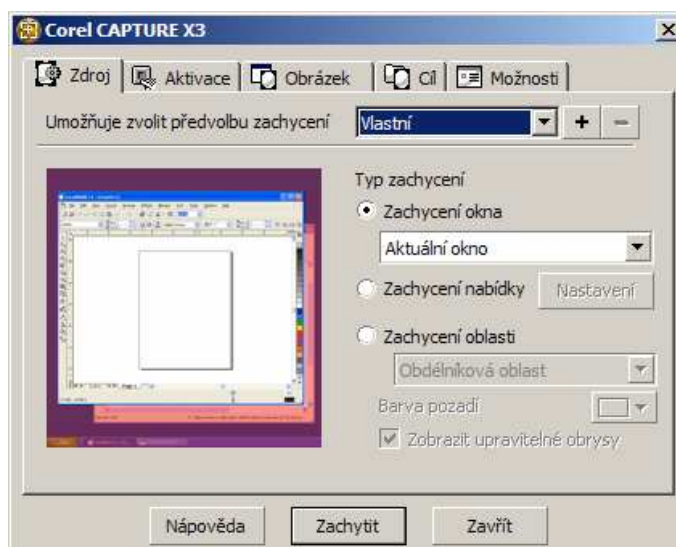 Corel CAPTURE X3
Zdroj Aktivace Obrázek Cíl Možnosti
Umožňuje zvolit předvolbu zachycení Vlastní + –
Typ zachycení
Zachycení okna
Aktuální okno
Zachycení nabídky Nastavení
Zachycení oblasti
Obdélníková oblast
Barva pozadí
Zobrazit upravitelné obrysy
Nápověda Zachytit Zavřít